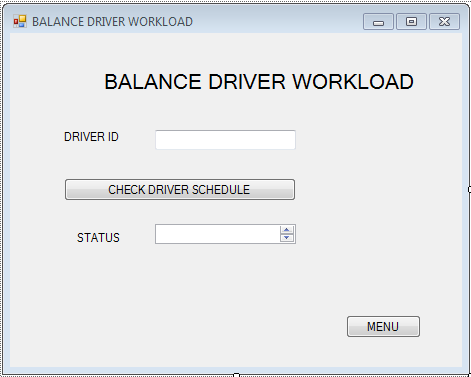 BALANCE DRIVER WORKLOAD
BALANCE DRIVER WORKLOAD
DRIVER ID
CHECK DRIVER SCHEDULE
STATUS
MENU